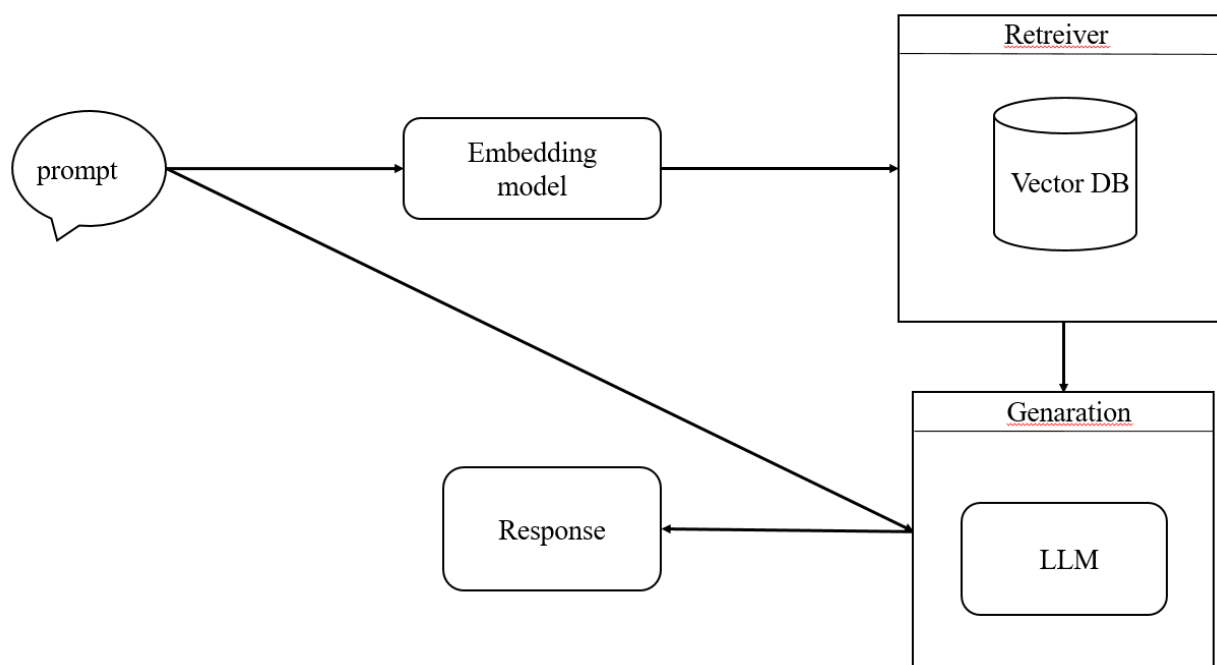 Retreiver
prompt
Embedding
model
Vector DB
Genaration
Response
LLM